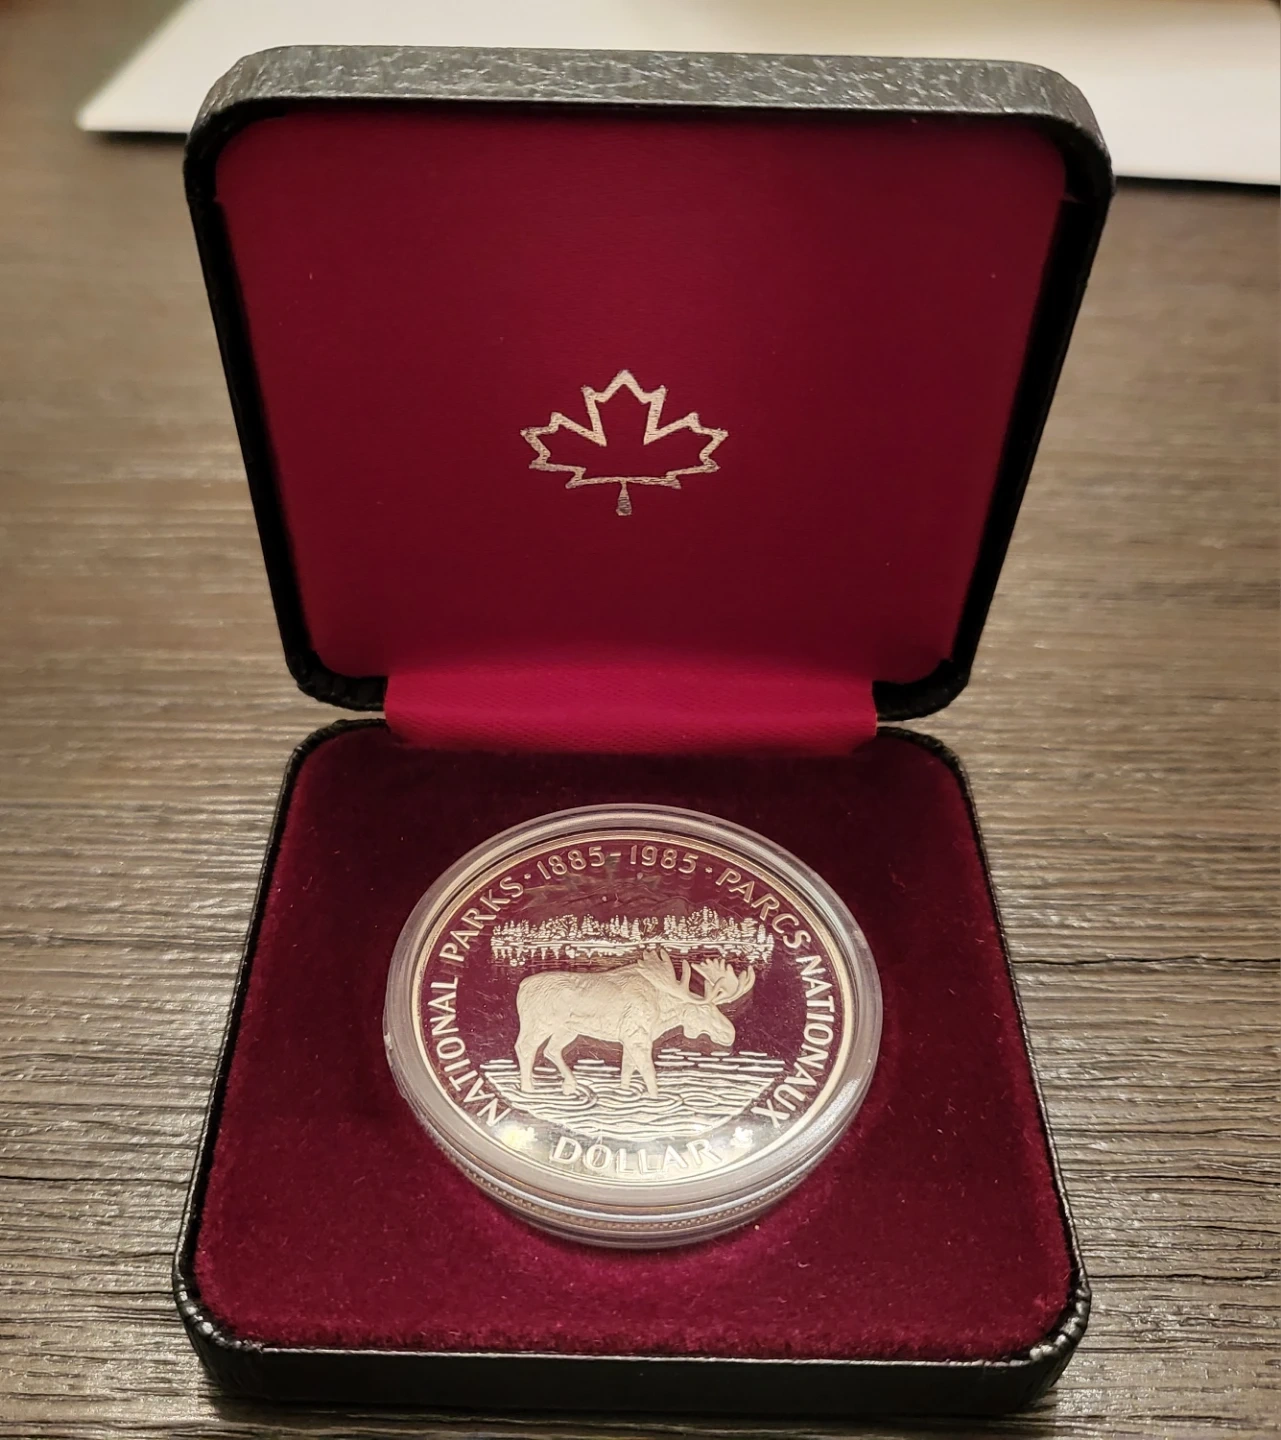 NATIONAL PARKS · 1885-1985 · PARCS NATIONAUX
DOLLAR